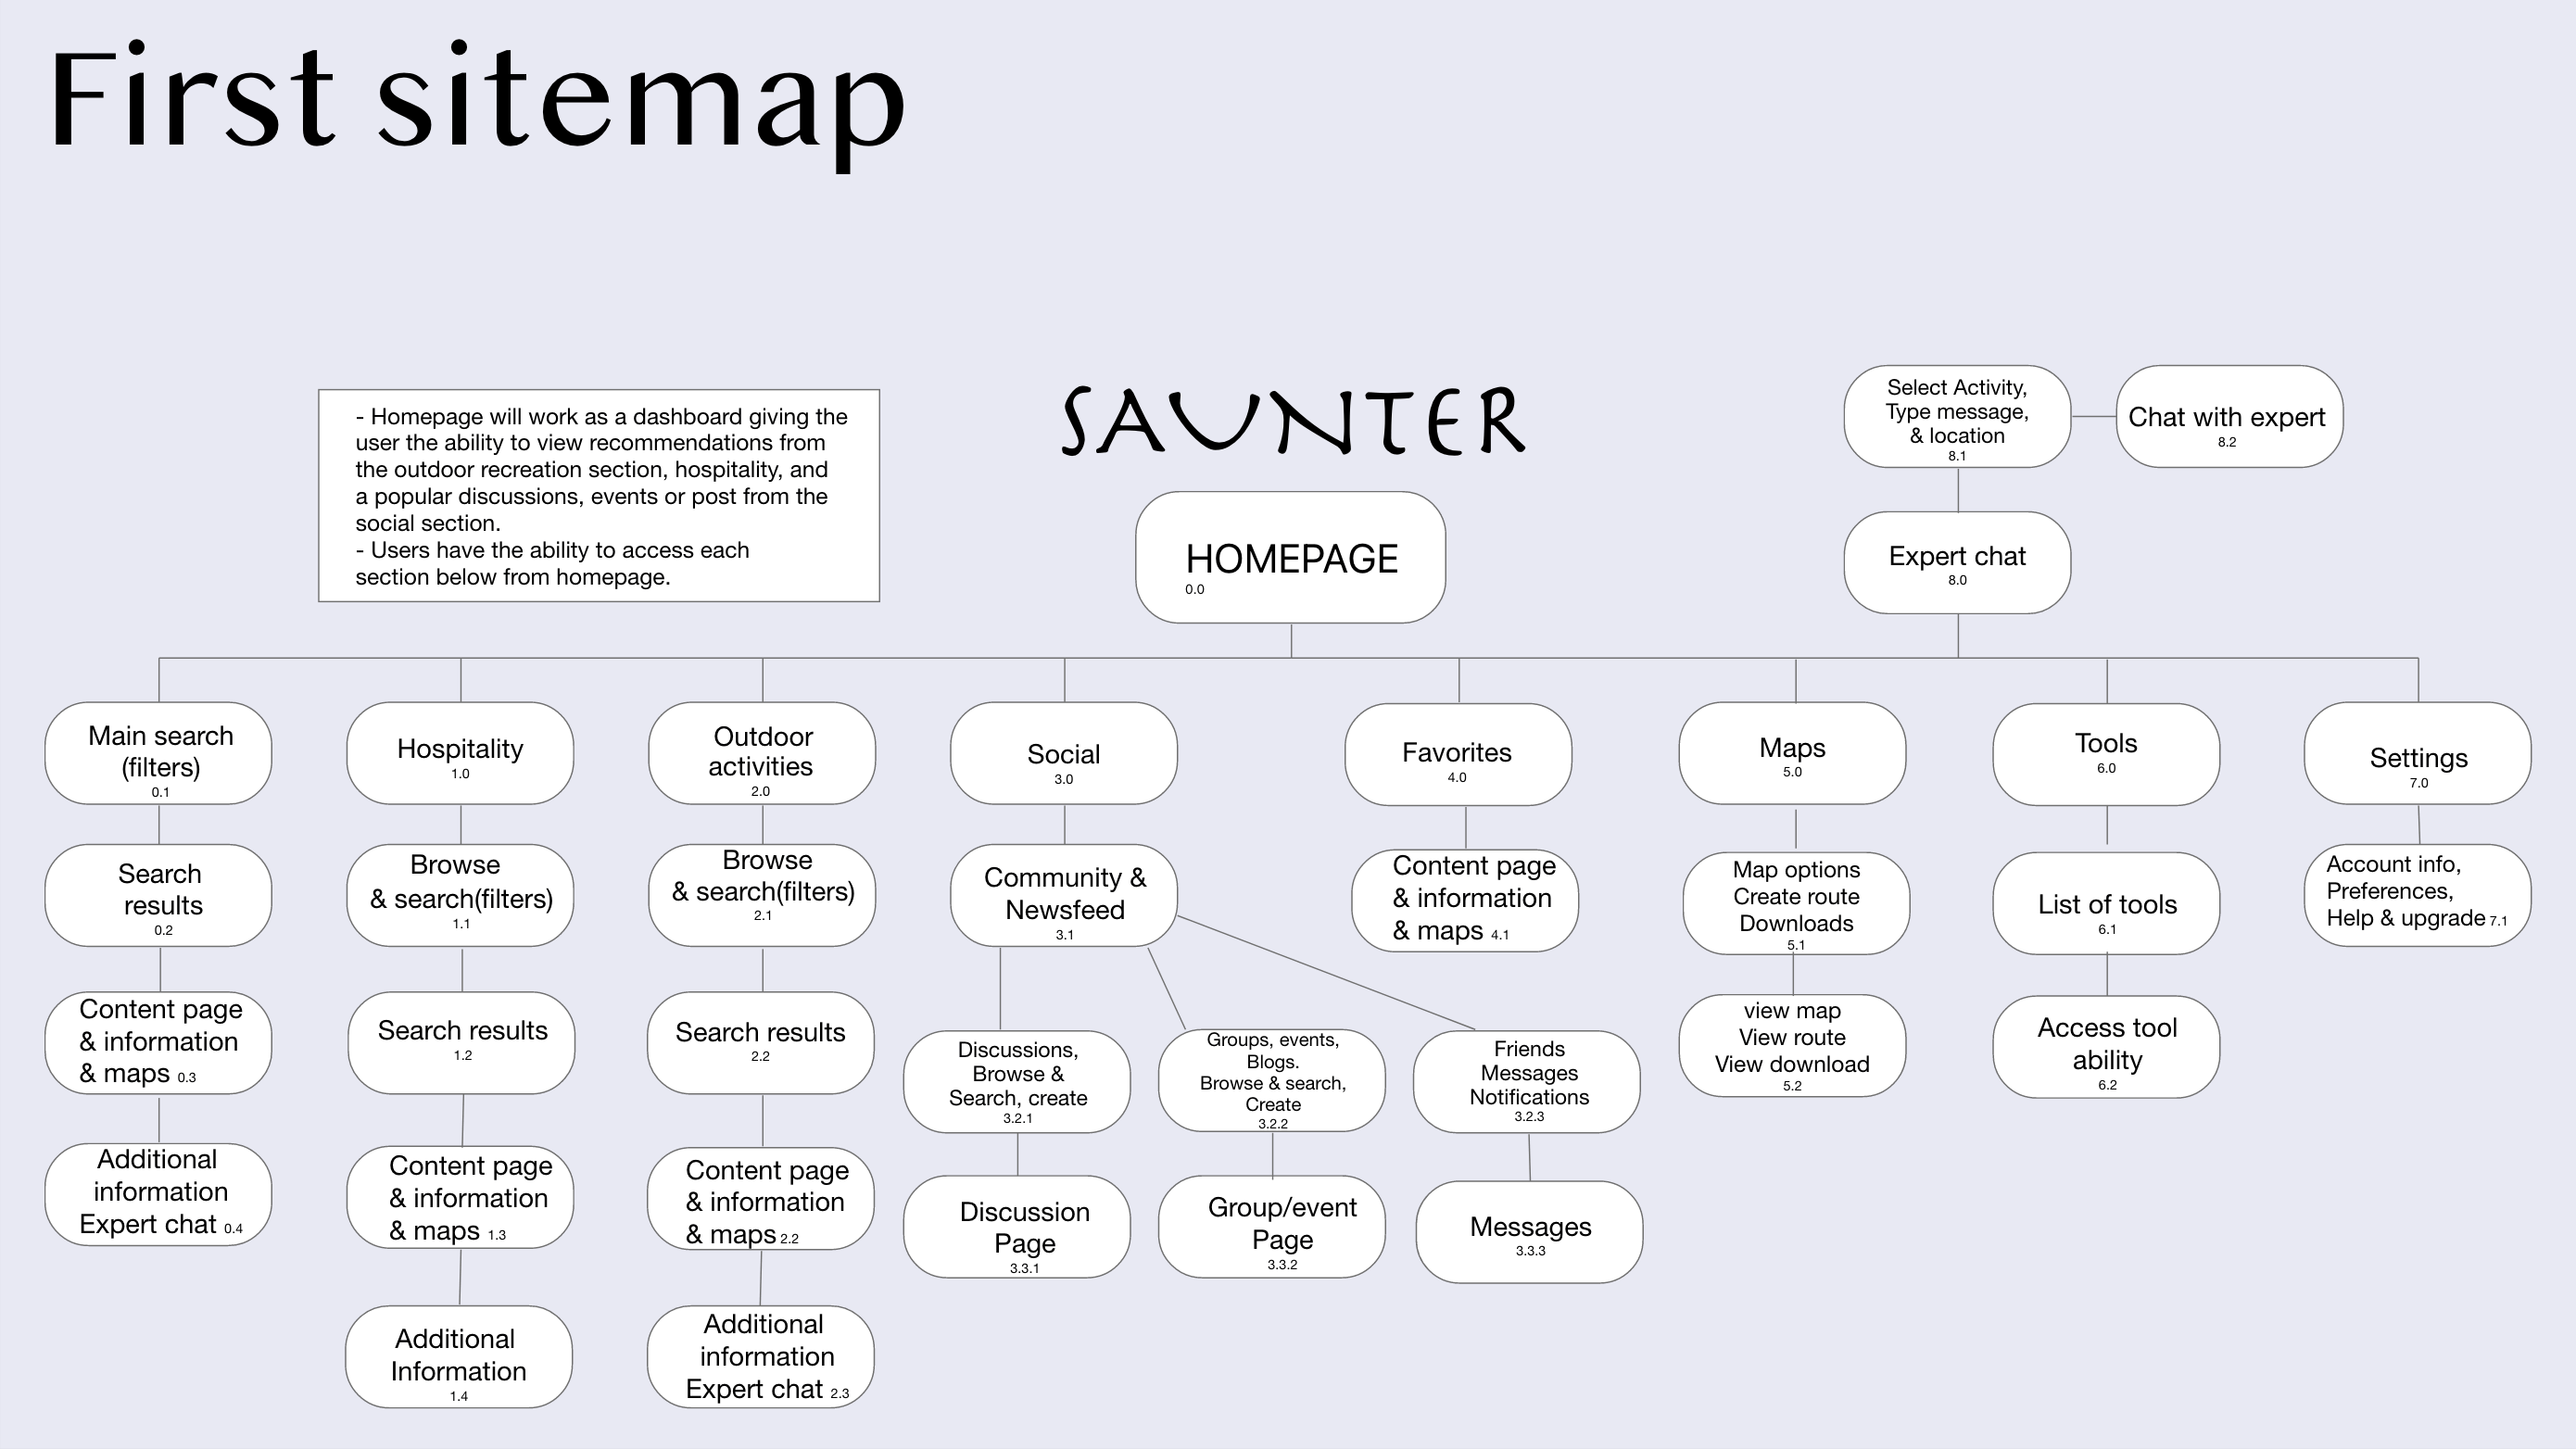 First sitemap
- Homepage will work as a dashboard giving the
user the ability to view recommendations from
the outdoor recreation section, hospitality, and
a popular discussions, events or post from the
social section.
- Users have the ability to access each
section below from homepage.
SAUNTER
HOMEPAGE
0.0
Select Activity,
Type message,
& location
8.1
Chat with expert
8.2
Expert chat
8.0
Main search
(filters)
0.1
Search
results
0.2
Content page
& information
& maps 0.3
Additional
information
Expert chat 0.4
Hospitality
1.0
Browse
& search(filters)
1.1
Search results
1.2
Content page
& information
& maps 1.3
Additional
Information
1.4
Outdoor
activities
2.0
Browse
& search(filters)
2.1
Search results
2.2
Content page
& information
& maps 2.2
Additional
information
Expert chat 2.3
Social
3.0
Community &
Newsfeed
3.1
Discussions,
Browse &
Search, create
3.2.1
Discussion
Page
3.3.1
Groups, events,
Blogs.
Browse & search,
Create
3.2.2
Group/event
Page
3.3.2
Friends
Messages
Notifications
3.2.3
Messages
3.3.3
Favorites
4.0
Content page
& information
& maps 4.1
Maps
5.0
Map options
Create route
Downloads
5.1
view map
View route
View download
5.2
Tools
6.0
List of tools
6.1
Access tool
ability
6.2
Settings
7.0
Account info,
Preferences,
Help & upgrade 7.1